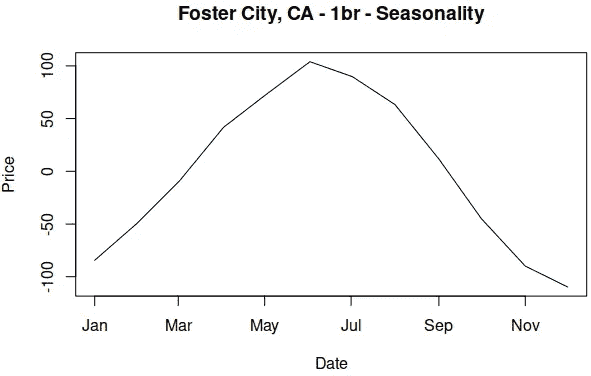 Foster City, CA - 1br - Seasonality
Price
100
50
0
-50
-100
Jan Mar May Jul Sep Nov
Date